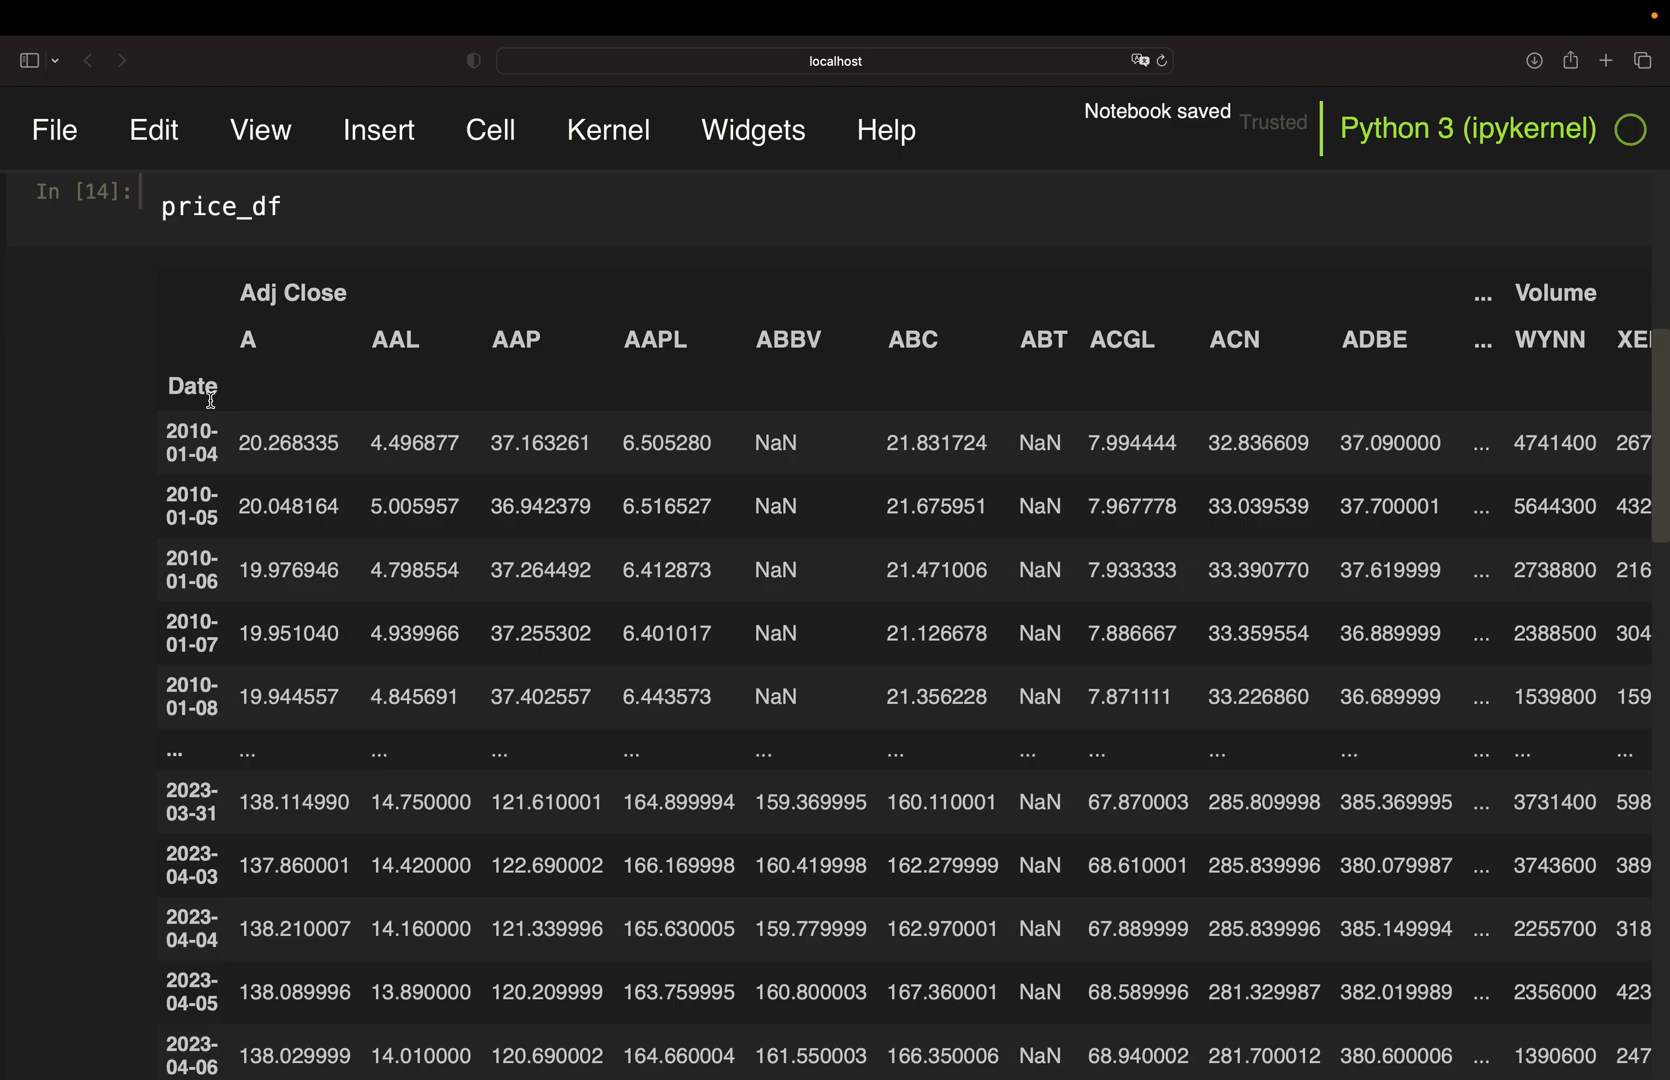 localhost
File Edit View Insert Cell Kernel Widgets Help Notebook saved Trusted Python 3 (ipykernel)
In [14]: price_df
Adj Close ... Volume
A AAL AAP AAPL ABBV ABC ABT ACGL ACN ADBE ... WYNN
Date
2010-
01-04 20.268335 4.496877 37.163261 6.505280 NaN 21.831724 NaN 7.994444 32.836609 37.090000 ... 4741400 267
2010-
01-05 20.048164 5.005957 36.942379 6.516527 NaN 21.675951 NaN 7.967778 33.039539 37.700001 ... 5644300 432
2010-
01-06 19.976946 4.798554 37.264492 6.412873 NaN 21.471006 NaN 7.933333 33.390770 37.619999 ... 2738800 216
2010-
01-07 19.951040 4.939966 37.255302 6.401017 NaN 21.126678 NaN 7.886667 33.359554 36.889999 ... 2388500 304
2010-
01-08 19.944557 4.845691 37.402557 6.443573 NaN 21.356228 NaN 7.871111 33.226860 36.689999 ... 1539800 159
... ... ... ... ... ... ... ... ... ... ... ... ... ...
2023-
03-31 138.114990 14.750000 121.610001 164.899994 159.369995 160.110001 NaN 67.870003 285.809998 385.369995 ... 3731400 598
2023-
04-03 137.860001 14.420000 122.690002 166.169998 160.419998 162.279999 NaN 68.610001 285.839996 380.079987 ... 3743600 389
2023-
04-04 138.210007 14.160000 121.339996 165.630005 159.779999 162.970001 NaN 67.889999 285.839996 385.149994 ... 2255700 318
2023-
04-05 138.089996 13.890000 120.209999 163.759995 160.800003 167.360001 NaN 68.589996 281.329987 382.019989 ... 2356000 423
2023-
04-06 138.029999 14.010000 120.690002 164.660004 161.550003 166.350006 NaN 68.940002 281.700012 380.600006 ... 1390600 247